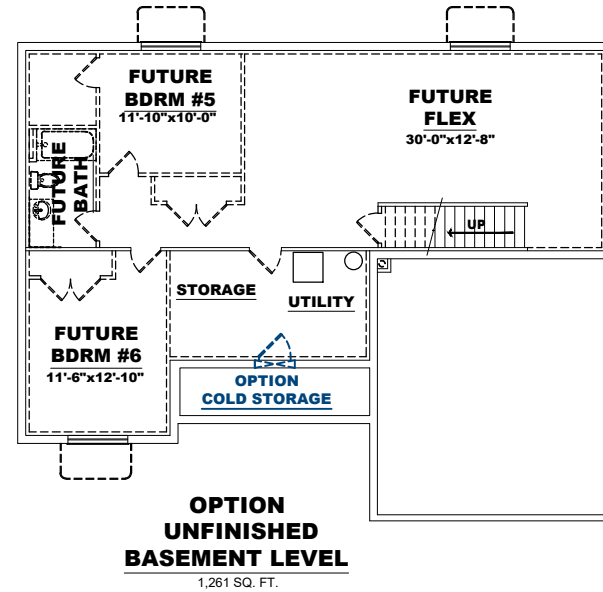 FUTURE
BDRM #5
11'-10"x10'-0"
FUTURE
FLEX
30'-0"x12'-8"
FUTURE
BATH
UP
STORAGE
UTILITY
FUTURE
BDRM #6
11'-6"x12'-10"
OPTION
COLD STORAGE
OPTION
UNFINISHED
BASEMENT LEVEL
1,261 SQ. FT.